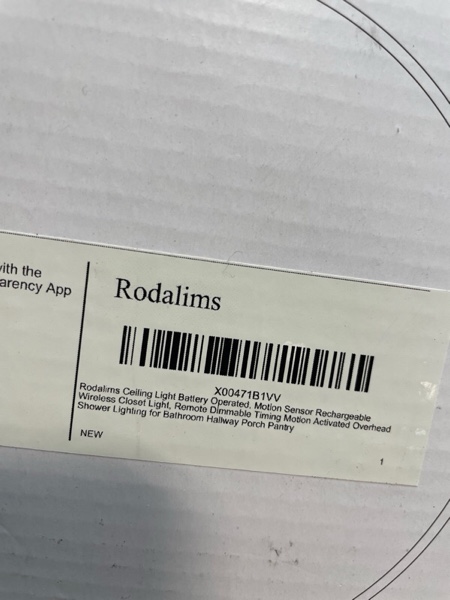 with the
arency App
Rodalims
X00471B1VV
Rodalims Ceiling Light Battery Operated, Motion Sensor Rechargeable
Wireless Closet Light, Remote Dimmable Timing Motion Activated Overhead
Shower Lighting for Bathroom Hallway Porch Pantry
NEW
1